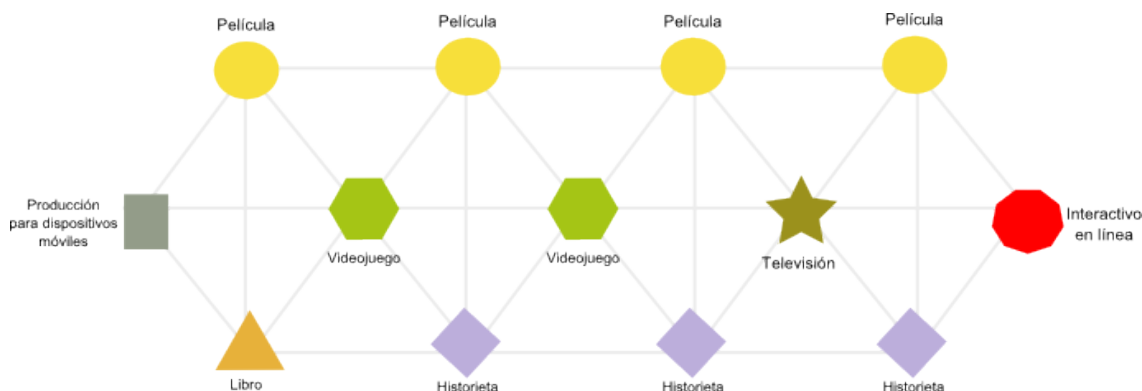 Película
Película
Película
Película
Producción
para dispositivos
móviles
Videojuego
Videojuego
Televisión
Interactivo
en línea
Libro
Historieta
Historieta
Historieta